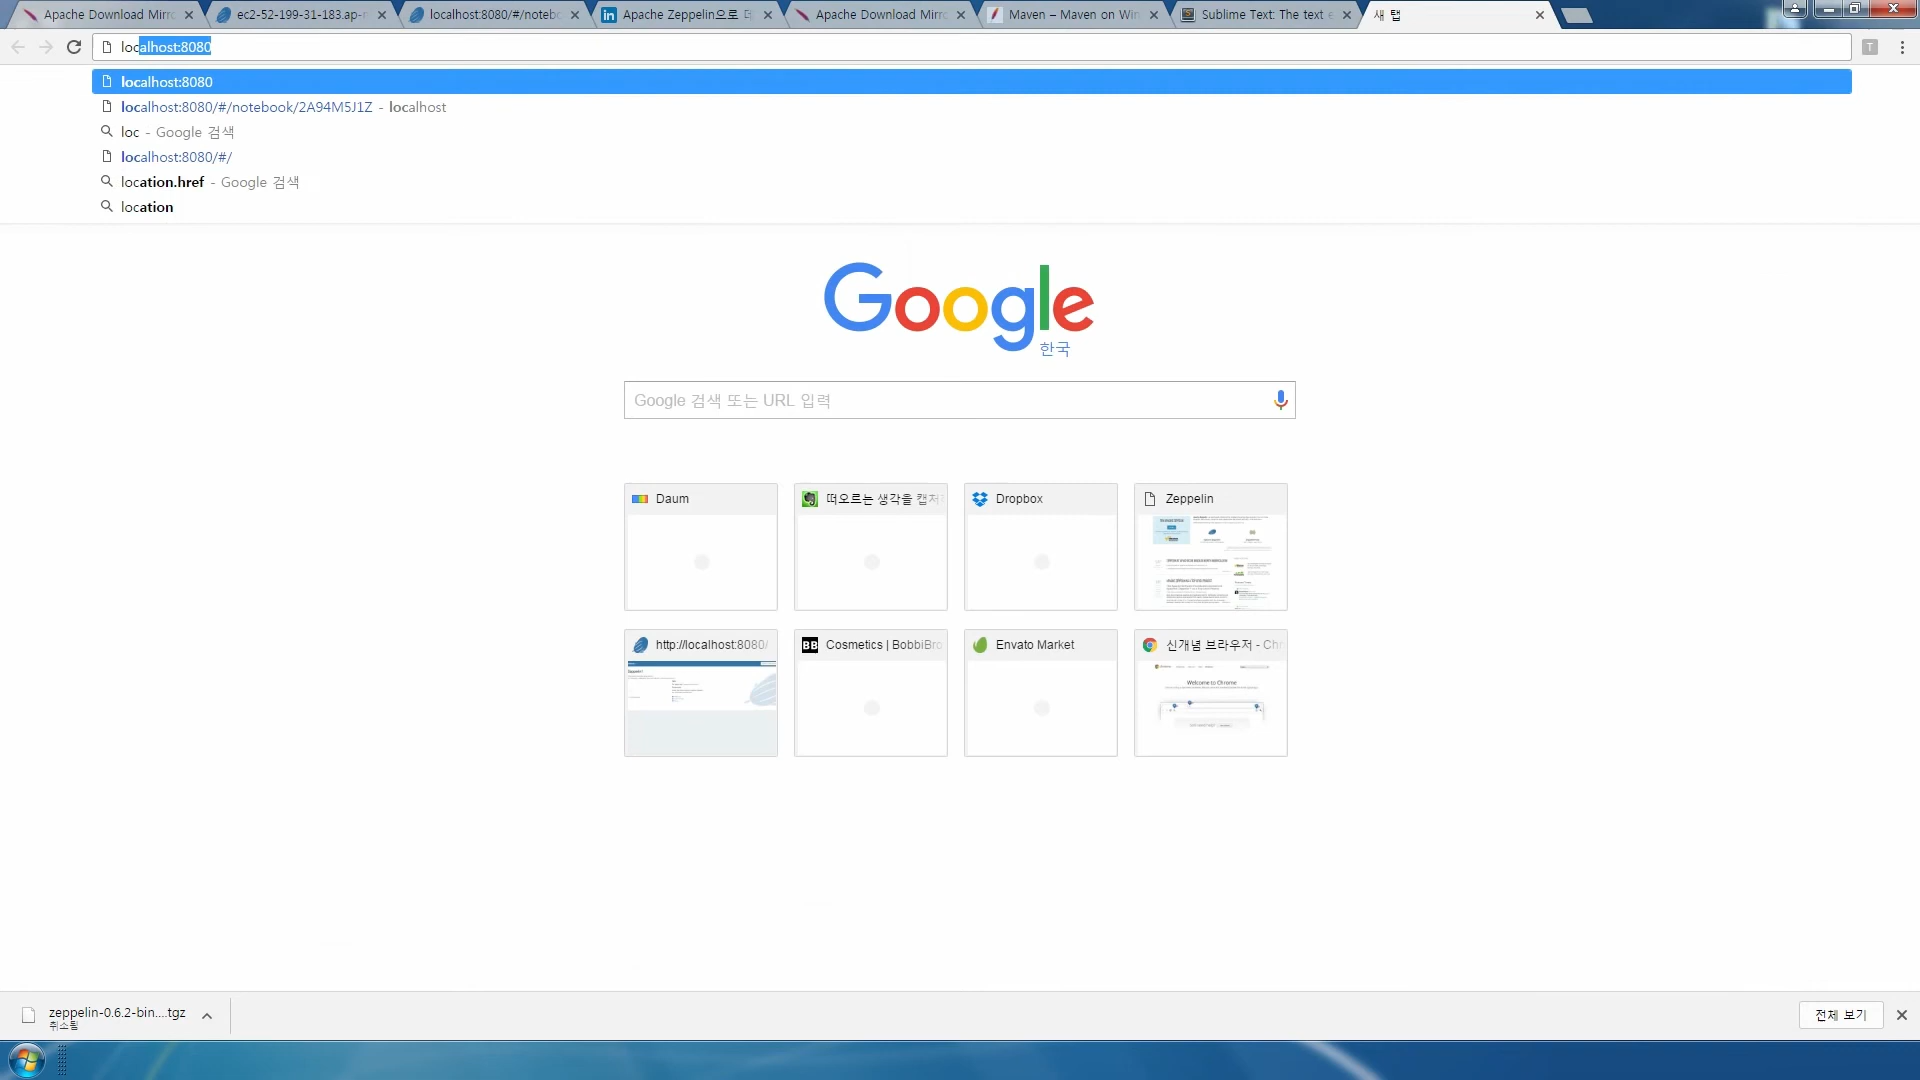 Apache Download Mirr
ec2-52-199-31-183.ap-n
localhost:8080/#/notebo
Apache Zeppelin으로 데
Apache Download Mirro
Maven – Maven on Win
Sublime Text: The text e
새 탭
localhost:8080
T
localhost:8080
localhost:8080/#/notebook/2A94M5J1Z - localhost
loc - Google 검색
localhost:8080/#/
location.href - Google 검색
location
Google
한국
Google 검색 또는 URL 입력
Daum
떠오르는 생각을 캡처
Dropbox
Zeppelin
http://localhost:8080/
BB
Cosmetics | BobbiBro
Envato Market
신개념 브라우저 - Chr
Welcome to Chrome
zeppelin-0.6.2-bin....tgz
취소됨
전체 보기